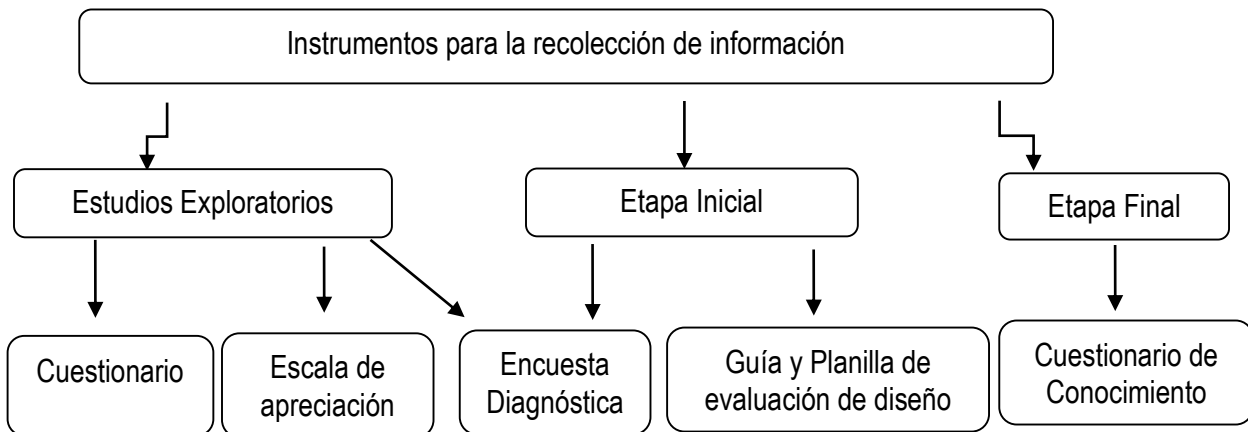 Instrumentos para la recolección de información
Estudios Exploratorios
Etapa Inicial
Etapa Final
Cuestionario
Escala de
apreciación
Encuesta
Diagnóstica
Guía y Planilla de
evaluación de diseño
Cuestionario de
Conocimiento